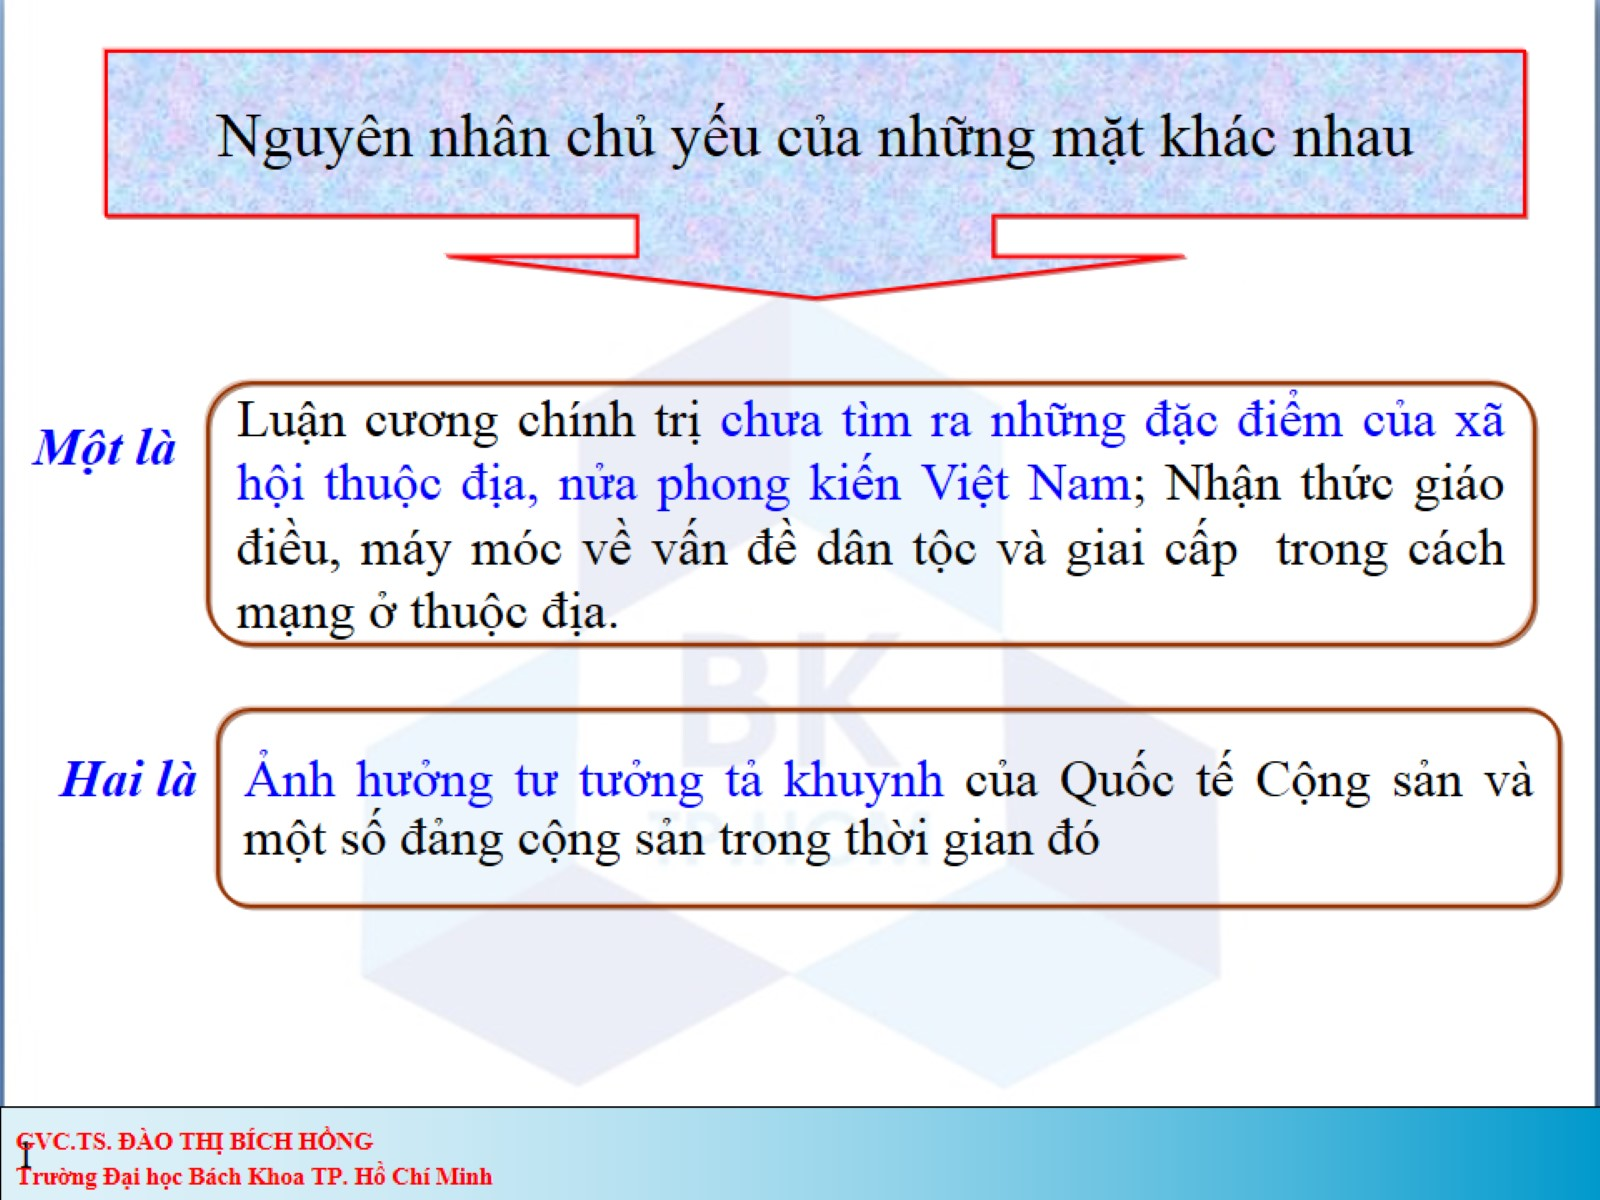 Nguyên nhân chủ yếu của những mặt khác nhau
Một là
Luận cương chính trị chưa tìm ra những đặc điểm của xã
hội thuộc địa, nửa phong kiến Việt Nam; Nhận thức giáo
điều, máy móc về vấn đề dân tộc và giai cấp trong cách
mạng ở thuộc địa.
Hai là
Ảnh hưởng tư tưởng tả khuynh của Quốc tế Cộng sản và
một số đảng cộng sản trong thời gian đó
BK
TP.HCM
GVC.TS. ĐÀO THỊ BÍCH HỒNG
1
Trường Đại học Bách Khoa TP. Hồ Chí Minh